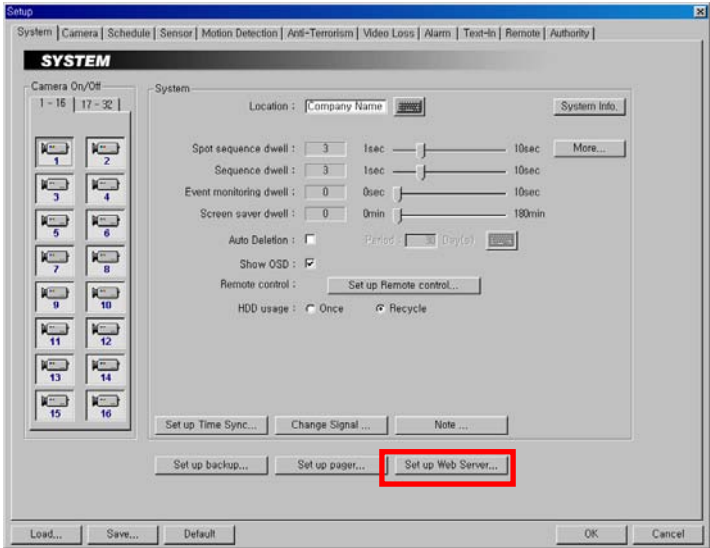 Setup
System | Camera | Schedule | Sensor | Motion Detection | Anti-Terrorism | Video Loss | Alarm | Text-In | Remote | Authority |
SYSTEM
Camera On/Off
1 - 16 | 17 - 32 |
1 2
3 4
5 6
7 8
9 10
11 12
13 14
15 16
System
Location : Company Name System Info.
Spot sequence dwell : 3 1sec 10sec More...
Sequence dwell : 3 1sec 10sec
Event monitoring dwell : 0 0sec 10sec
Screen saver dwell : 0 0min 180min
Auto Deletion : Period : 30 Day(s)
Show OSD :
Remote control : Set up Remote control...
HDD usage : Once Recycle
Set up Time Sync... Change Signal ... Note ...
Set up backup... Set up pager... Set up Web Server...
Load... Save... Default OK Cancel